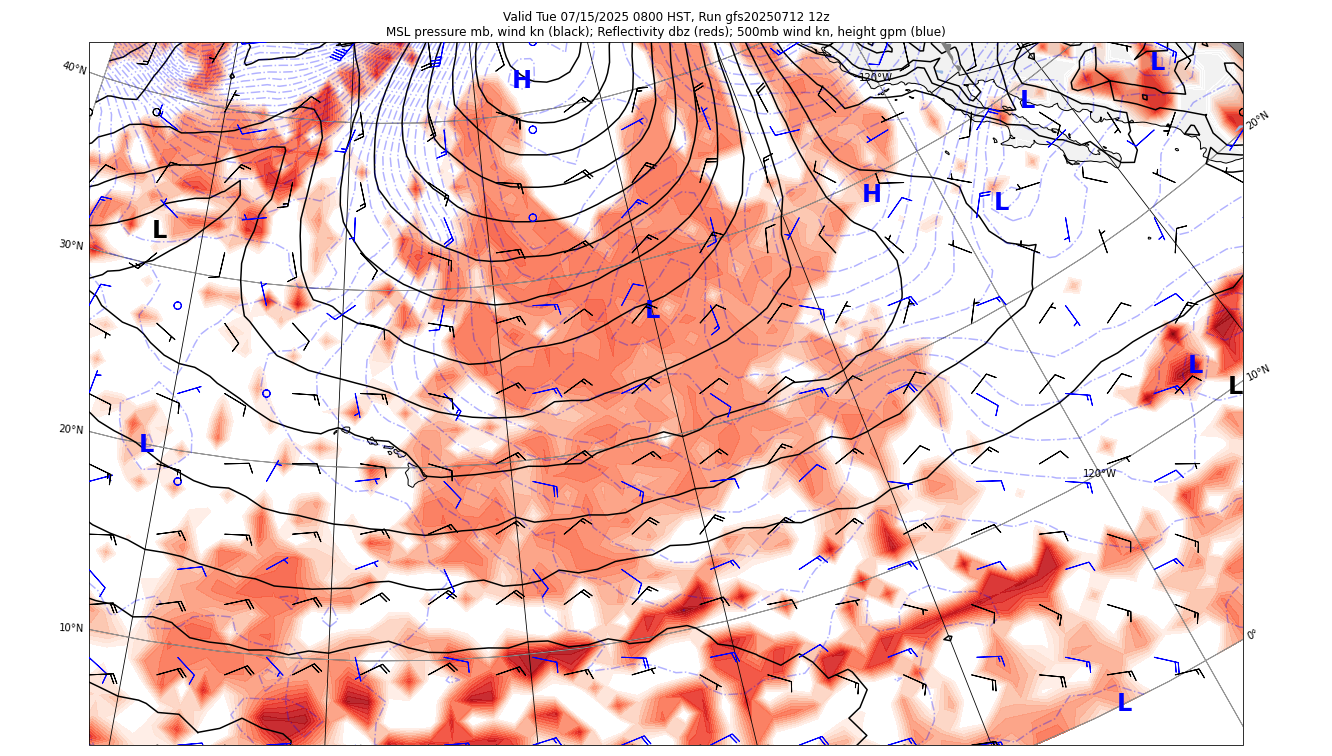 Valid Tue 07/15/2025 0800 HST, Run gfs20250712 12z
MSL pressure mb, wind kn (black); Reflectivity dbz (reds); 500mb wind kn, height gpm (blue)
40°N
H
120°W
L
L
20°N
H
L
L
30°N
L
L
10°N
L
20°N
L
120°W
10°N
0°
L